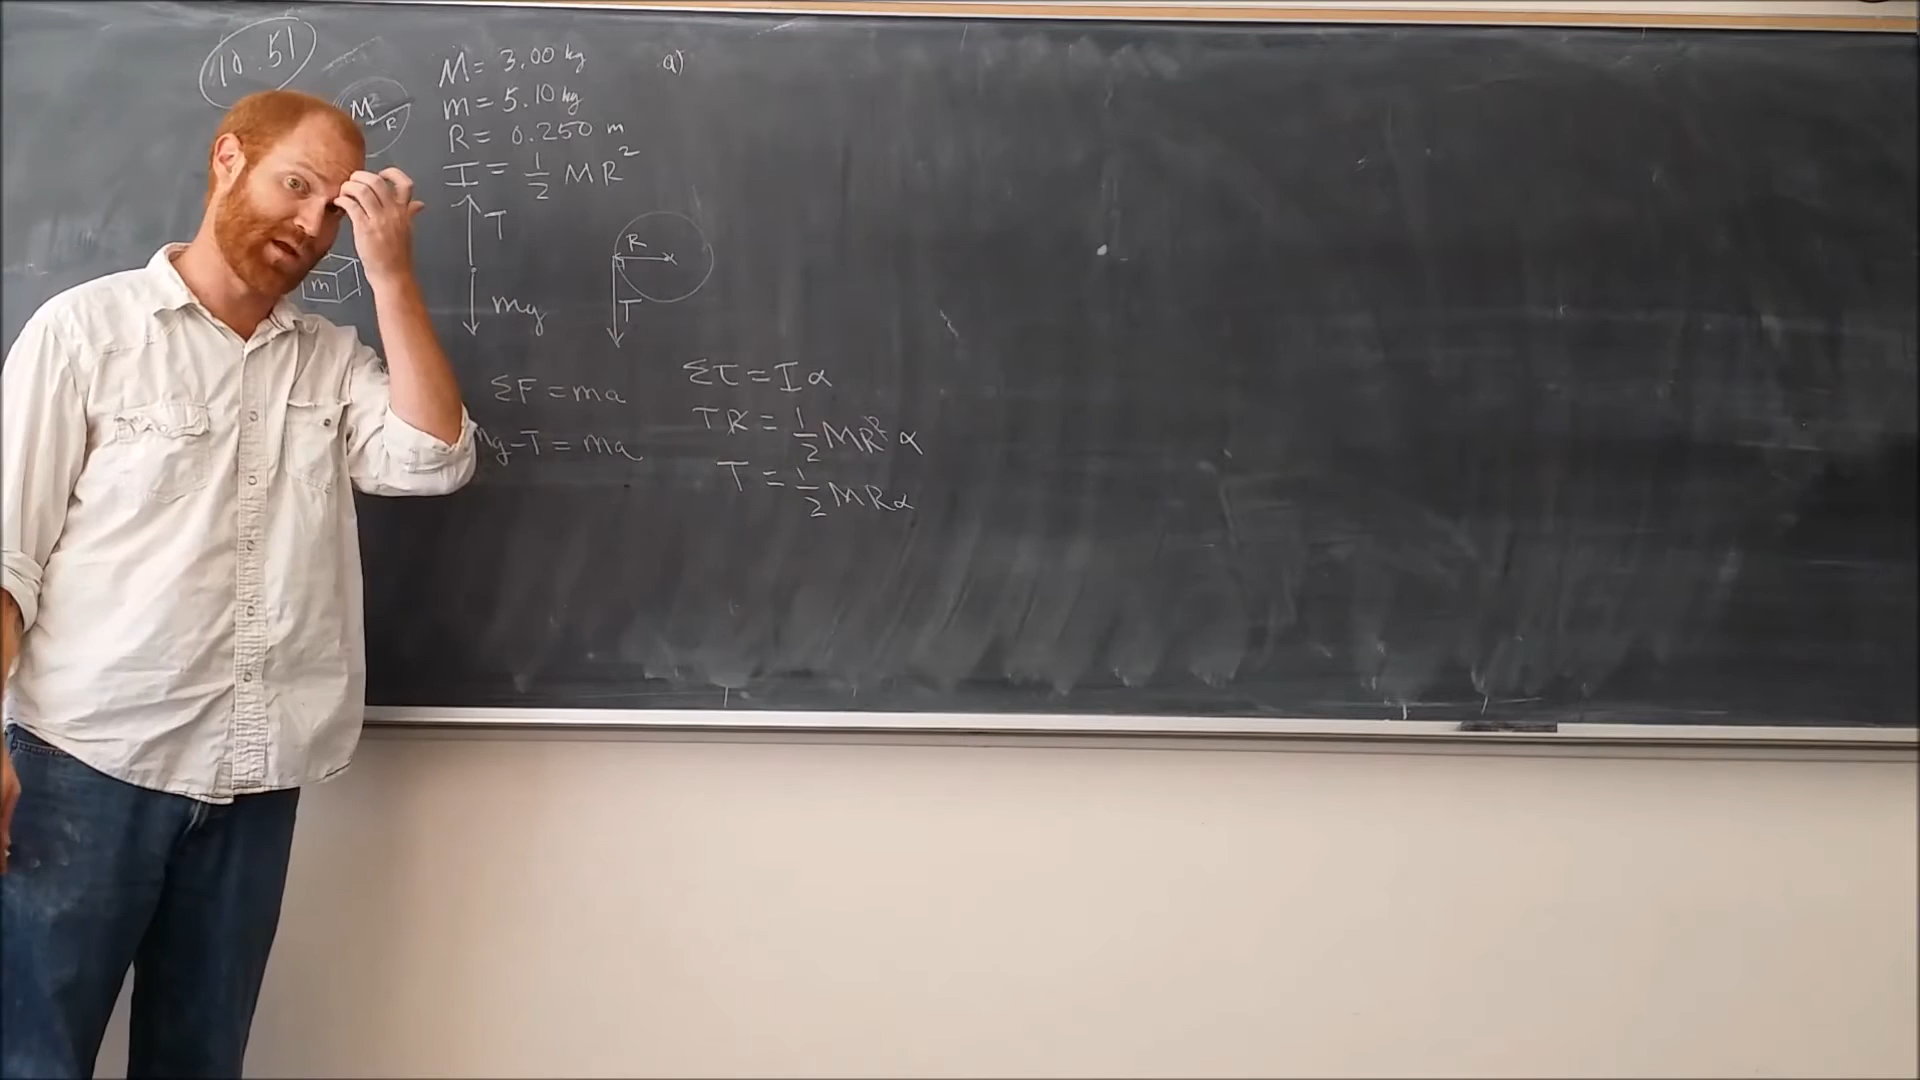 10.51
M
R
M = 3.00 kg
m = 5.10 kg
R = 0.250 m
I = 1/2 MR²
a)
T
mg
m
R
T
ΣF = ma
mg-T = ma
Στ = Iα
TR = 1/2 MR² α
T = 1/2 MRα